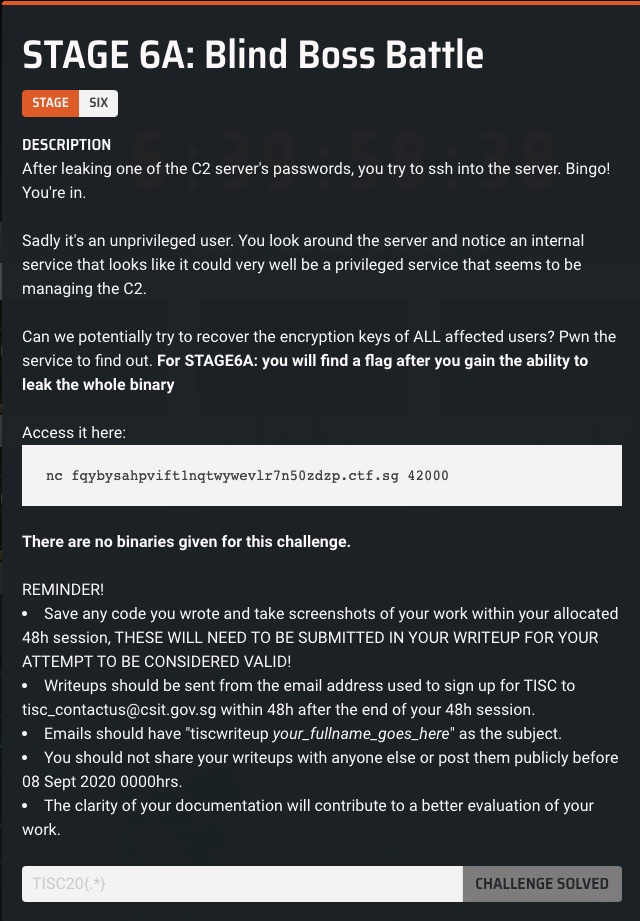 STAGE 6A: Blind Boss Battle
STAGE SIX
DESCRIPTION
After leaking one of the C2 server's passwords, you try to ssh into the server. Bingo!
You're in.
Sadly it's an unprivileged user. You look around the server and notice an internal
service that looks like it could very well be a privileged service that seems to be
managing the C2.
Can we potentially try to recover the encryption keys of ALL affected users? Pwn the
service to find out. For STAGE6A: you will find a flag after you gain the ability to
leak the whole binary
Access it here:
nc fqybysahpvift1nqtwywevlr7n50zdzp.ctf.sg 42000
There are no binaries given for this challenge.
REMINDER!
• Save any code you wrote and take screenshots of your work within your allocated
48h session, THESE WILL NEED TO BE SUBMITTED IN YOUR WRITEUP FOR YOUR
ATTEMPT TO BE CONSIDERED VALID!
• Writeups should be sent from the email address used to sign up for TISC to
tisc_contactus@csit.gov.sg within 48h after the end of your 48h session.
• Emails should have "tiscwriteup your_fullname_goes_here" as the subject.
• You should not share your writeups with anyone else or post them publicly before
08 Sept 2020 0000hrs.
• The clarity of your documentation will contribute to a better evaluation of your
work.
TISC20{.*} CHALLENGE SOLVED